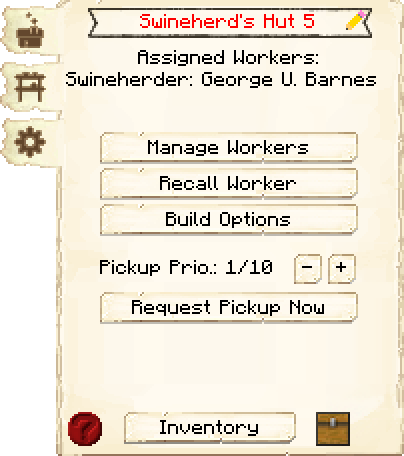 Swineherd's Hut 5
Assigned Workers:
Swineherder: George U. Barnes
Manage Workers
Recall Worker
Build Options
Pickup Prio.: 1/10 - +
Request Pickup Now
?
Inventory